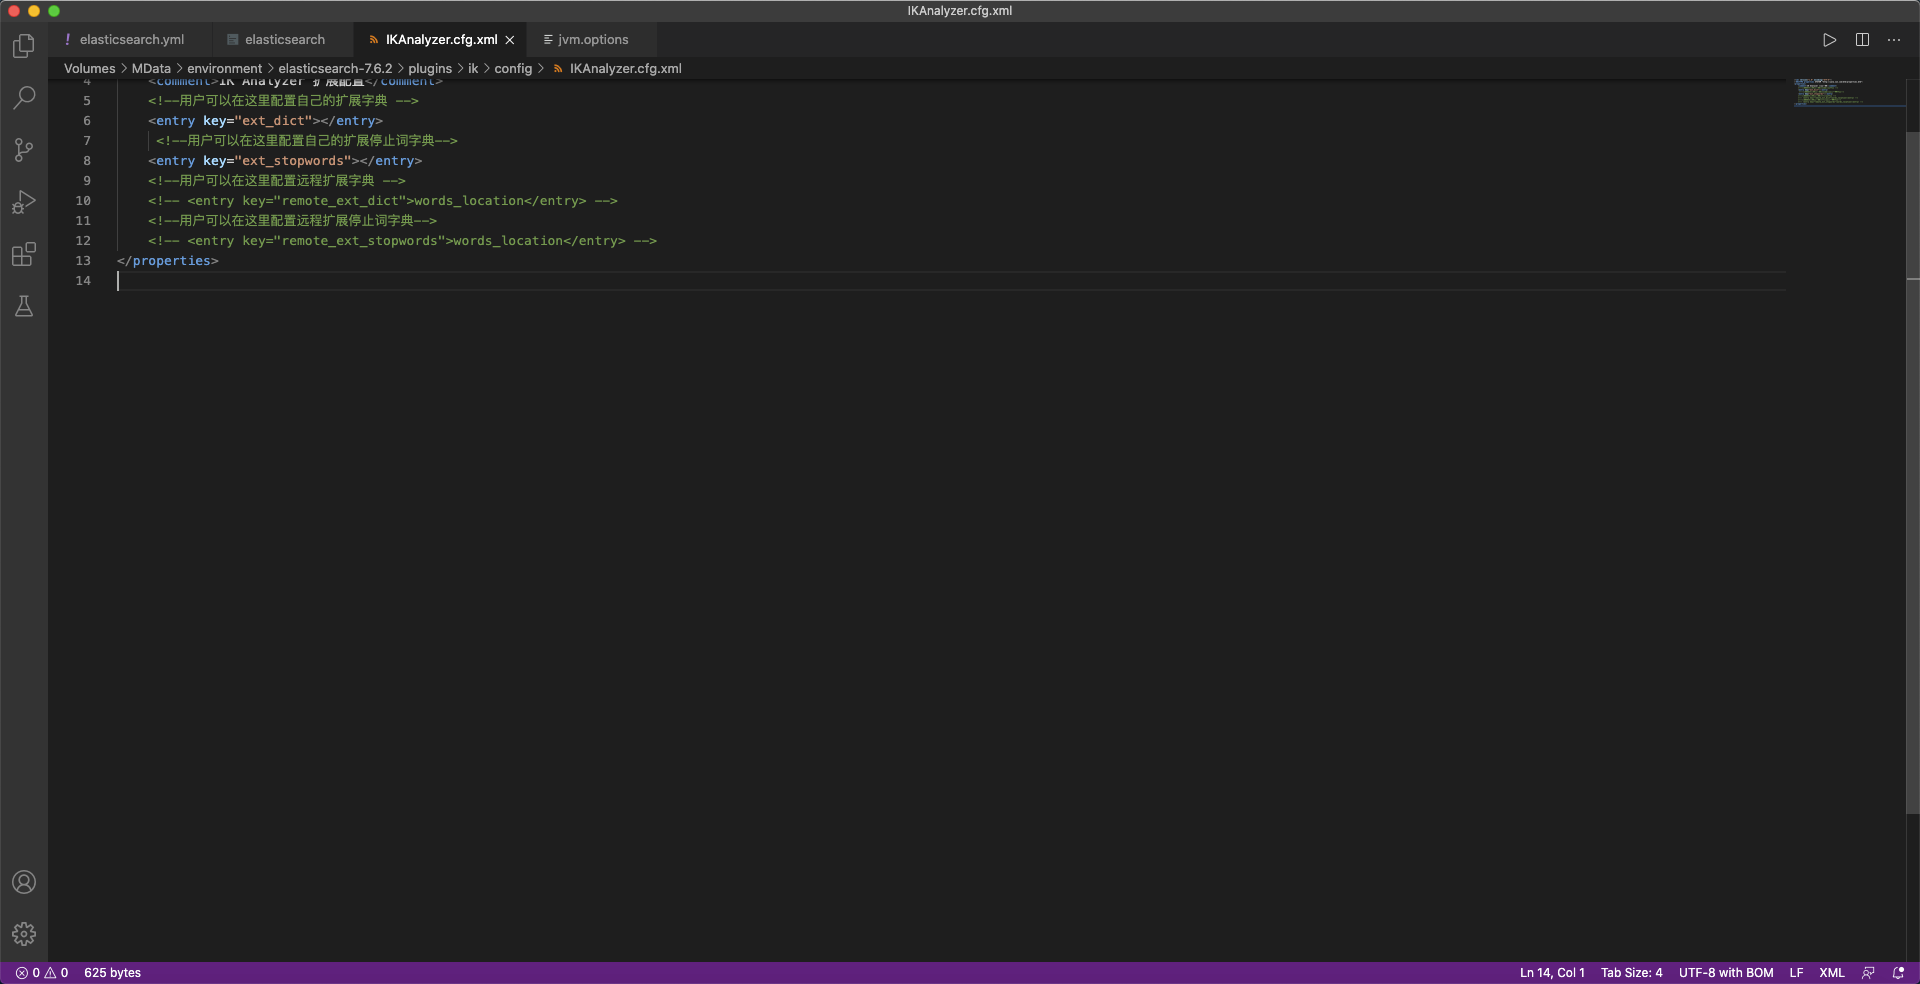 IKAnalyzer.cfg.xml
! elasticsearch.yml
elasticsearch
IKAnalyzer.cfg.xml
jvm.options
Volumes > MData > environment > elasticsearch-7.6.2 > plugins > ik > config > IKAnalyzer.cfg.xml
4 <comment>IK Analyzer 扩展配置</comment>
5 <!--用户可以在这里配置自己的扩展字典 -->
6 <entry key="ext_dict"></entry>
7 <!--用户可以在这里配置自己的扩展停止词字典-->
8 <entry key="ext_stopwords"></entry>
9 <!--用户可以在这里配置远程扩展字典 -->
10 <!-- <entry key="remote_ext_dict">words_location</entry> -->
11 <!--用户可以在这里配置远程扩展停止词字典-->
12 <!-- <entry key="remote_ext_stopwords">words_location</entry> -->
13 </properties>
14
0 0 625 bytes
Ln 14, Col 1 Tab Size: 4 UTF-8 with BOM LF XML